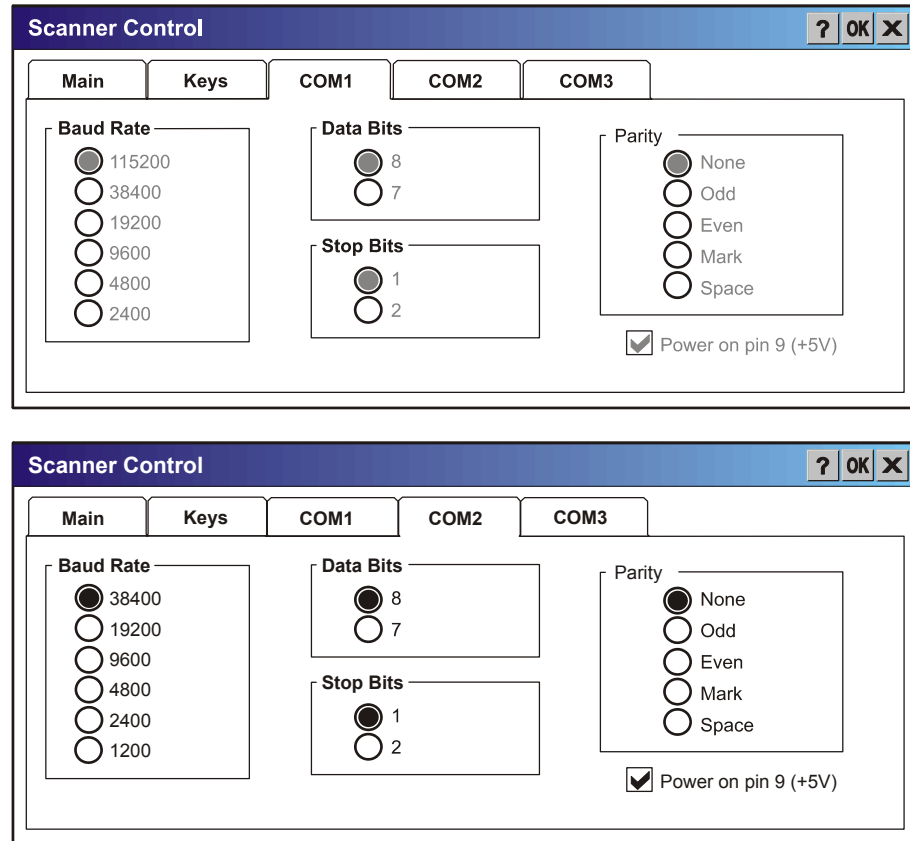 Scanner Control ? OK X
Main Keys COM1 COM2 COM3
Baud Rate
115200
38400
19200
9600
4800
2400
Data Bits
8
7
Stop Bits
1
2
Parity
None
Odd
Even
Mark
Space
Power on pin 9 (+5V)
Scanner Control ? OK X
Main Keys COM1 COM2 COM3
Baud Rate
38400
19200
9600
4800
2400
1200
Data Bits
8
7
Stop Bits
1
2
Parity
None
Odd
Even
Mark
Space
Power on pin 9 (+5V)